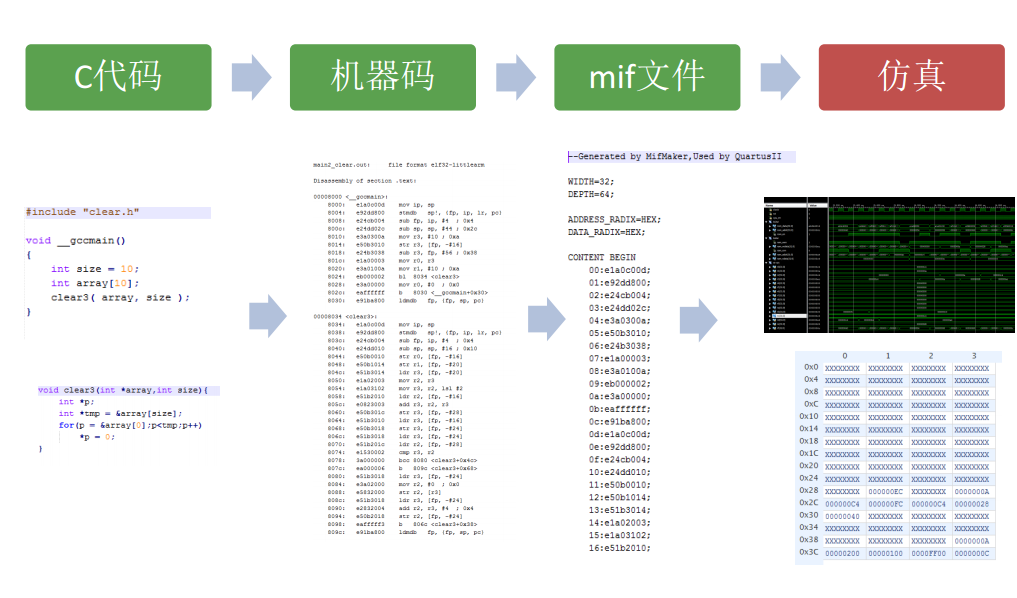 C代码
机器码
mif文件
仿真
#include "clear.h"
void __gccmain()
{
int size = 10;
int array[10];
clear3( array, size );
}
void clear3(int *array,int size){
int *p;
int *tmp = &array[size];
for(p = &array[0];p<tmp;p++)
*p = 0;
}
main2_clear.out: file format elf32-littlearm
Disassembly of section .text:
00008000 <__gccmain>:
8000: e1a0c00d mov ip, sp
8004: e92dd800 stmdb sp!, {fp, ip, lr, pc}
8008: e24cb004 sub fp, ip, #4 ; 0x4
800c: e24dd02c sub sp, sp, #44 ; 0x2c
8010: e3a0300a mov r3, #10 ; 0xa
8014: e50b3010 str r3, [fp, -#16]
8018: e24b3038 sub r3, fp, #56 ; 0x38
801c: e1a00003 mov r0, r3
8020: e3a0100a mov r1, #10 ; 0xa
8024: eb000002 bl 8034 <clear3>
8028: e3a00000 mov r0, #0 ; 0x0
802c: eaffffff b 8030 <__gccmain+0x30>
8030: e91ba800 ldmdb fp, {fp, sp, pc}
00008034 <clear3>:
8034: e1a0c00d mov ip, sp
8038: e92dd800 stmdb sp!, {fp, ip, lr, pc}
803c: e24cb004 sub fp, ip, #4 ; 0x4
8040: e24dd010 sub sp, sp, #16 ; 0x10
8044: e50b0010 str r0, [fp, -#16]
8048: e50b1014 str r1, [fp, -#20]
804c: e51b3014 ldr r3, [fp, -#20]
8050: e1a02003 mov r2, r3
8054: e1a03102 mov r3, r2, lsl #2
8058: e51b2010 ldr r2, [fp, -#16]
805c: e0823003 add r3, r2, r3
8060: e50b301c str r3, [fp, -#28]
8064: e51b3010 ldr r3, [fp, -#16]
8068: e50b3018 str r3, [fp, -#24]
806c: e51b3018 ldr r3, [fp, -#24]
8070: e51b201c ldr r2, [fp, -#28]
8074: e1530002 cmp r3, r2
8078: 3a000000 bcc 8080 <clear3+0x4c>
807c: ea000006 b 809c <clear3+0x68>
8080: e51b3018 ldr r3, [fp, -#24]
8084: e3a02000 mov r2, #0 ; 0x0
8088: e5832000 str r2, [r3]
808c: e51b3018 ldr r3, [fp, -#24]
8090: e2832004 add r2, r3, #4 ; 0x4
8094: e50b2018 str r2, [fp, -#24]
8098: eafffff3 b 806c <clear3+0x38>
809c: e91ba800 ldmdb fp, {fp, sp, pc}
--Generated by MifMaker,Used by QuartusII
WIDTH=32;
DEPTH=64;
ADDRESS_RADIX=HEX;
DATA_RADIX=HEX;
CONTENT BEGIN
00:e1a0c00d;
01:e92dd800;
02:e24cb004;
03:e24dd02c;
04:e3a0300a;
05:e50b3010;
06:e24b3038;
07:e1a00003;
08:e3a0100a;
09:eb000002;
0a:e3a00000;
0b:eaffffff;
0c:e91ba800;
0d:e1a0c00d;
0e:e92dd800;
0f:e24cb004;
10:e24dd010;
11:e50b0010;
12:e50b1014;
13:e51b3014;
14:e1a02003;
15:e1a03102;
16:e51b2010;
0 1 2 3
0x0 XXXXXXXX XXXXXXXX XXXXXXXX XXXXXXXX
0x4 XXXXXXXX XXXXXXXX XXXXXXXX XXXXXXXX
0x8 XXXXXXXX XXXXXXXX XXXXXXXX XXXXXXXX
0xC XXXXXXXX XXXXXXXX XXXXXXXX XXXXXXXX
0x10 XXXXXXXX XXXXXXXX XXXXXXXX XXXXXXXX
0x14 XXXXXXXX XXXXXXXX XXXXXXXX XXXXXXXX
0x18 XXXXXXXX XXXXXXXX XXXXXXXX XXXXXXXX
0x1C XXXXXXXX XXXXXXXX XXXXXXXX XXXXXXXX
0x20 XXXXXXXX XXXXXXXX XXXXXXXX XXXXXXXX
0x24 XXXXXXXX XXXXXXXX XXXXXXXX XXXXXXXX
0x28 XXXXXXXX 000000EC XXXXXXXX 0000000A
0x2C 000000C4 000000FC 000000C4 00000028
0x30 00000040 XXXXXXXX XXXXXXXX XXXXXXXX
0x34 XXXXXXXX XXXXXXXX XXXXXXXX XXXXXXXX
0x38 XXXXXXXX XXXXXXXX XXXXXXXX 0000000A
0x3C 00000200 00000100 0000FF00 0000000C